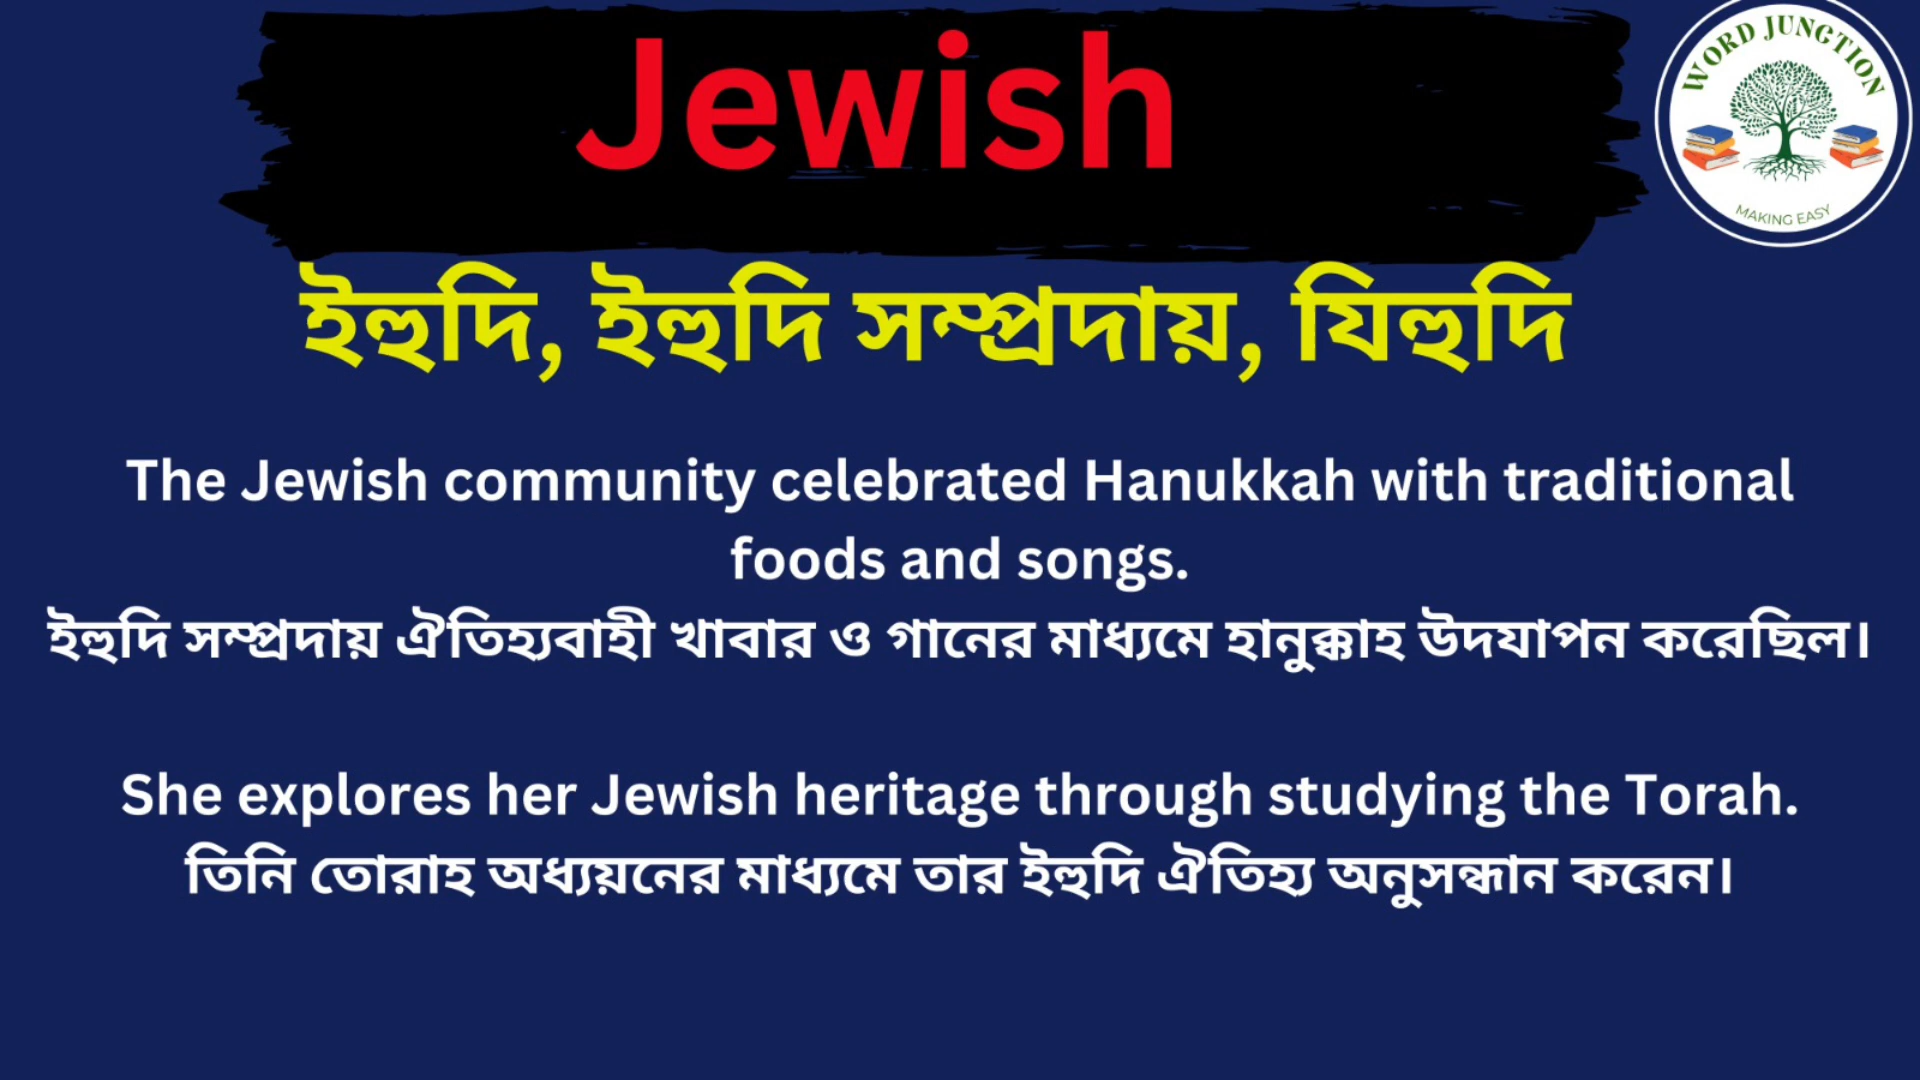 Jewish
WORD JUNCTION
MAKING EASY
ইহুদি, ইহুদি সম্প্রদায়, যিহুদি
The Jewish community celebrated Hanukkah with traditional
foods and songs.
ইহুদি সম্প্রদায় ঐতিহ্যবাহী খাবার ও গানের মাধ্যমে হানুক্কাহ উদযাপন করেছিল।
She explores her Jewish heritage through studying the Torah.
তিনি তোরাহ অধ্যয়নের মাধ্যমে তার ইহুদি ঐতিহ্য অনুসন্ধান করেন।